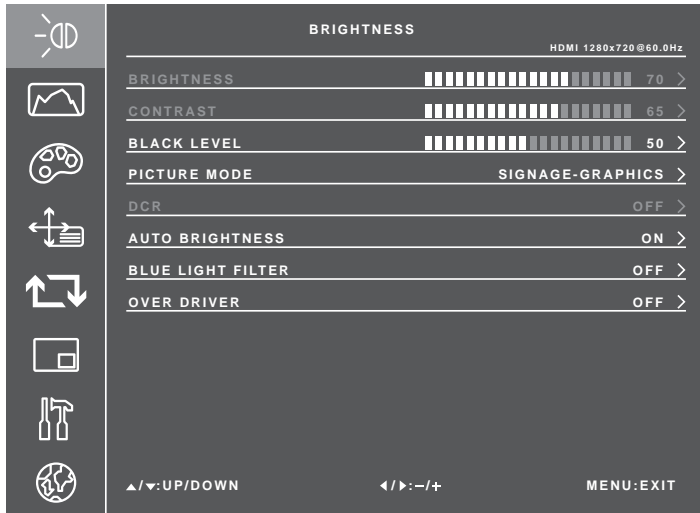 BRIGHTNESS
HDMI 1280x720@60.0Hz
BRIGHTNESS 70 >
CONTRAST 65 >
BLACK LEVEL 50 >
PICTURE MODE SIGNAGE-GRAPHICS >
DCR OFF >
AUTO BRIGHTNESS ON >
BLUE LIGHT FILTER OFF >
OVER DRIVER OFF >
▲/▼:UP/DOWN ◀/▶:−/+ MENU:EXIT